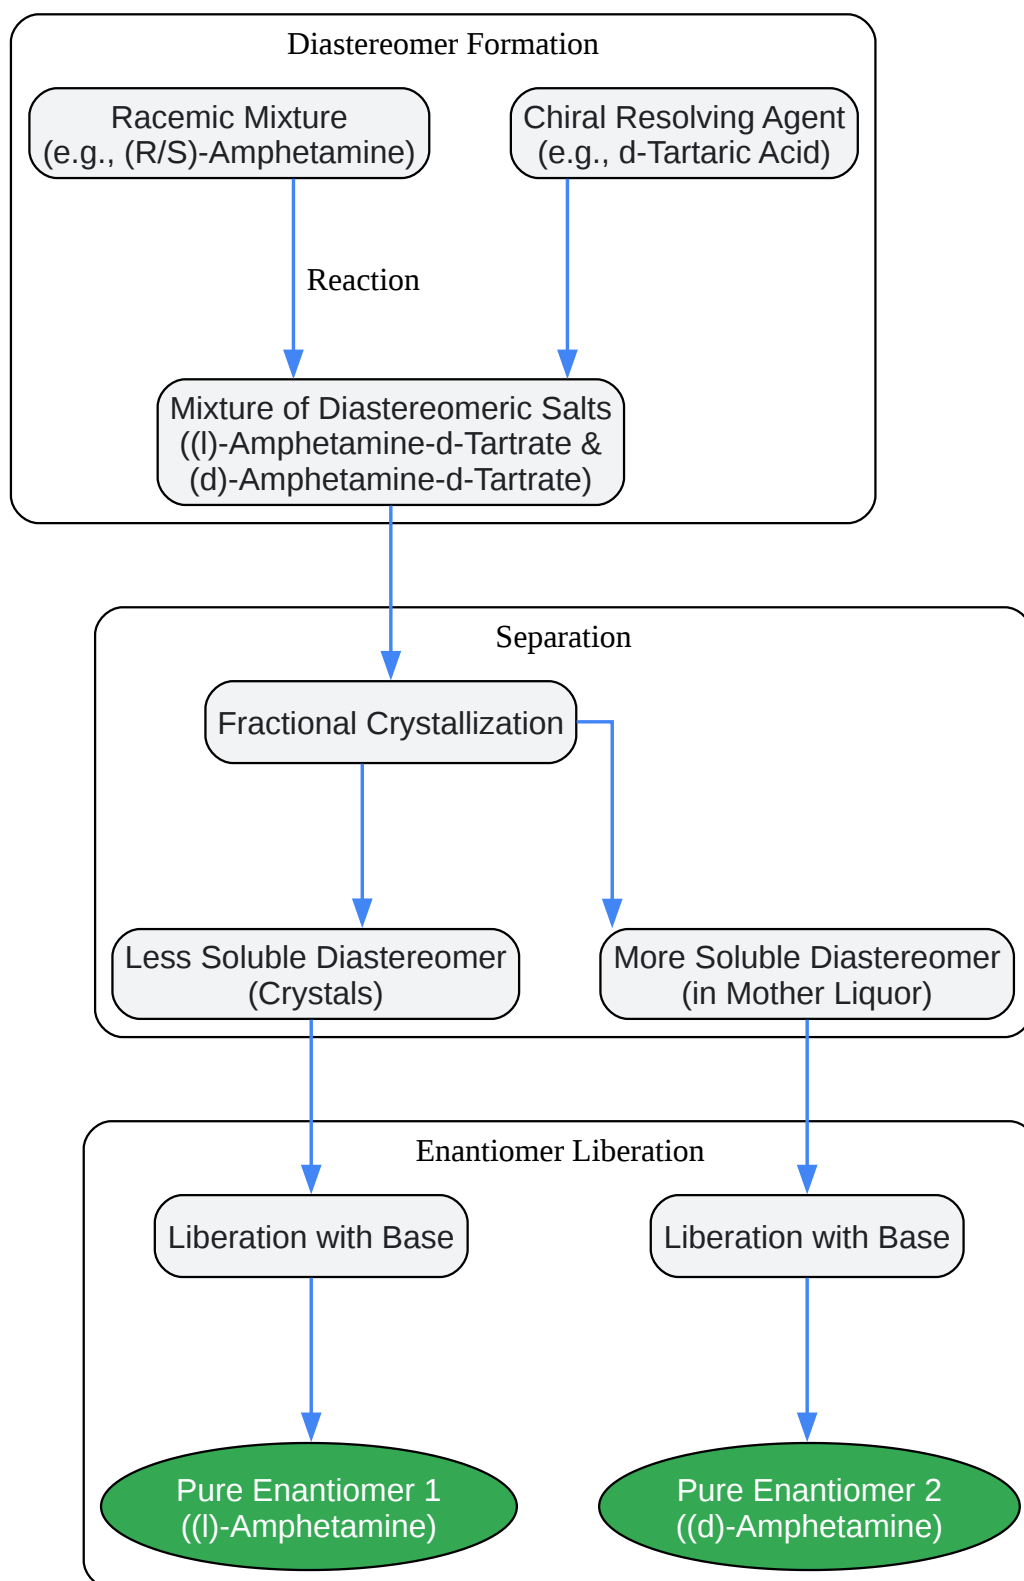 Diastereomer Formation
Racemic Mixture
(e.g., (R/S)-Amphetamine)
Chiral Resolving Agent
(e.g., d-Tartaric Acid)
Reaction
Mixture of Diastereomeric Salts
((l)-Amphetamine-d-Tartrate &
(d)-Amphetamine-d-Tartrate)
Separation
Fractional Crystallization
Less Soluble Diastereomer
(Crystals)
More Soluble Diastereomer
(in Mother Liquor)
Enantiomer Liberation
Liberation with Base
Liberation with Base
Pure Enantiomer 1
((l)-Amphetamine)
Pure Enantiomer 2
((d)-Amphetamine)